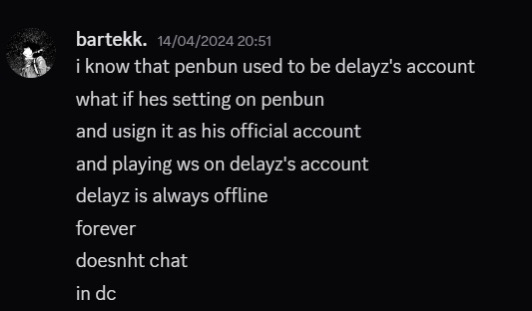 bartekk. 14/04/2024 20:51
i know that penbun used to be delayz's account
what if hes setting on penbun
and usign it as his official account
and playing ws on delayz's account
delayz is always offline
forever
doesnht chat
in dc